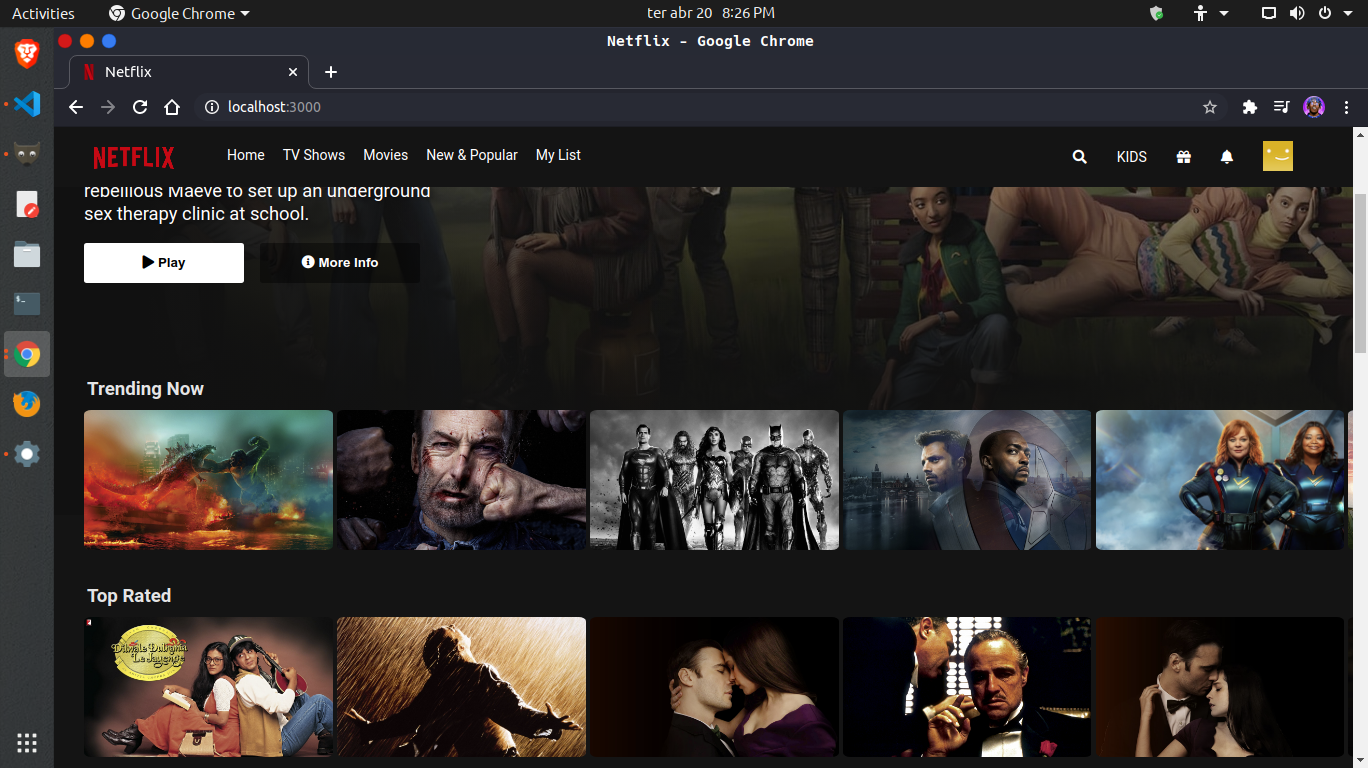 Activities Google Chrome ter abr 20 8:26 PM
Netflix - Google Chrome
Netflix
localhost:3000
NETFLIX Home TV Shows Movies New & Popular My List KIDS
rebellious Maeve to set up an underground
sex therapy clinic at school.
Play More Info
Trending Now
Top Rated
Dilwale Dulhania
Le Jayenge